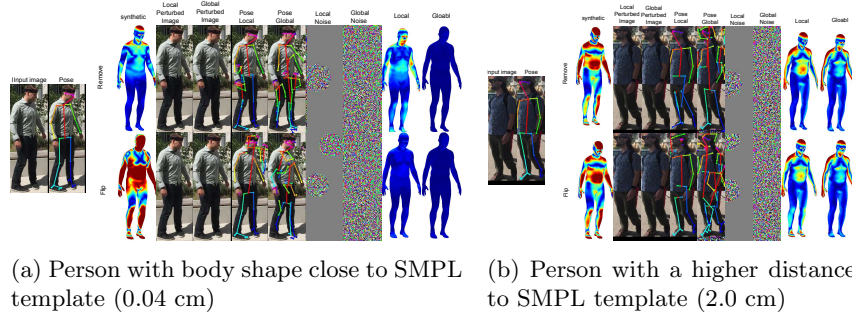 synthetic
Local Perturbed Image
Global Perturbed Image
Pose Local
Pose Global
Local Noise
Global Noise
Local
Gloabl
IInput image
Pose
Remove
Flip
(a) Person with body shape close to SMPL
template (0.04 cm)
synthetic
Local Perturbed Image
Global Perturbed Image
Pose Local
Pose Global
Local Noise
Global Noise
Local
Gloabl
Input image
Pose
Remove
Flip
(b) Person with a higher distance
to SMPL template (2.0 cm)